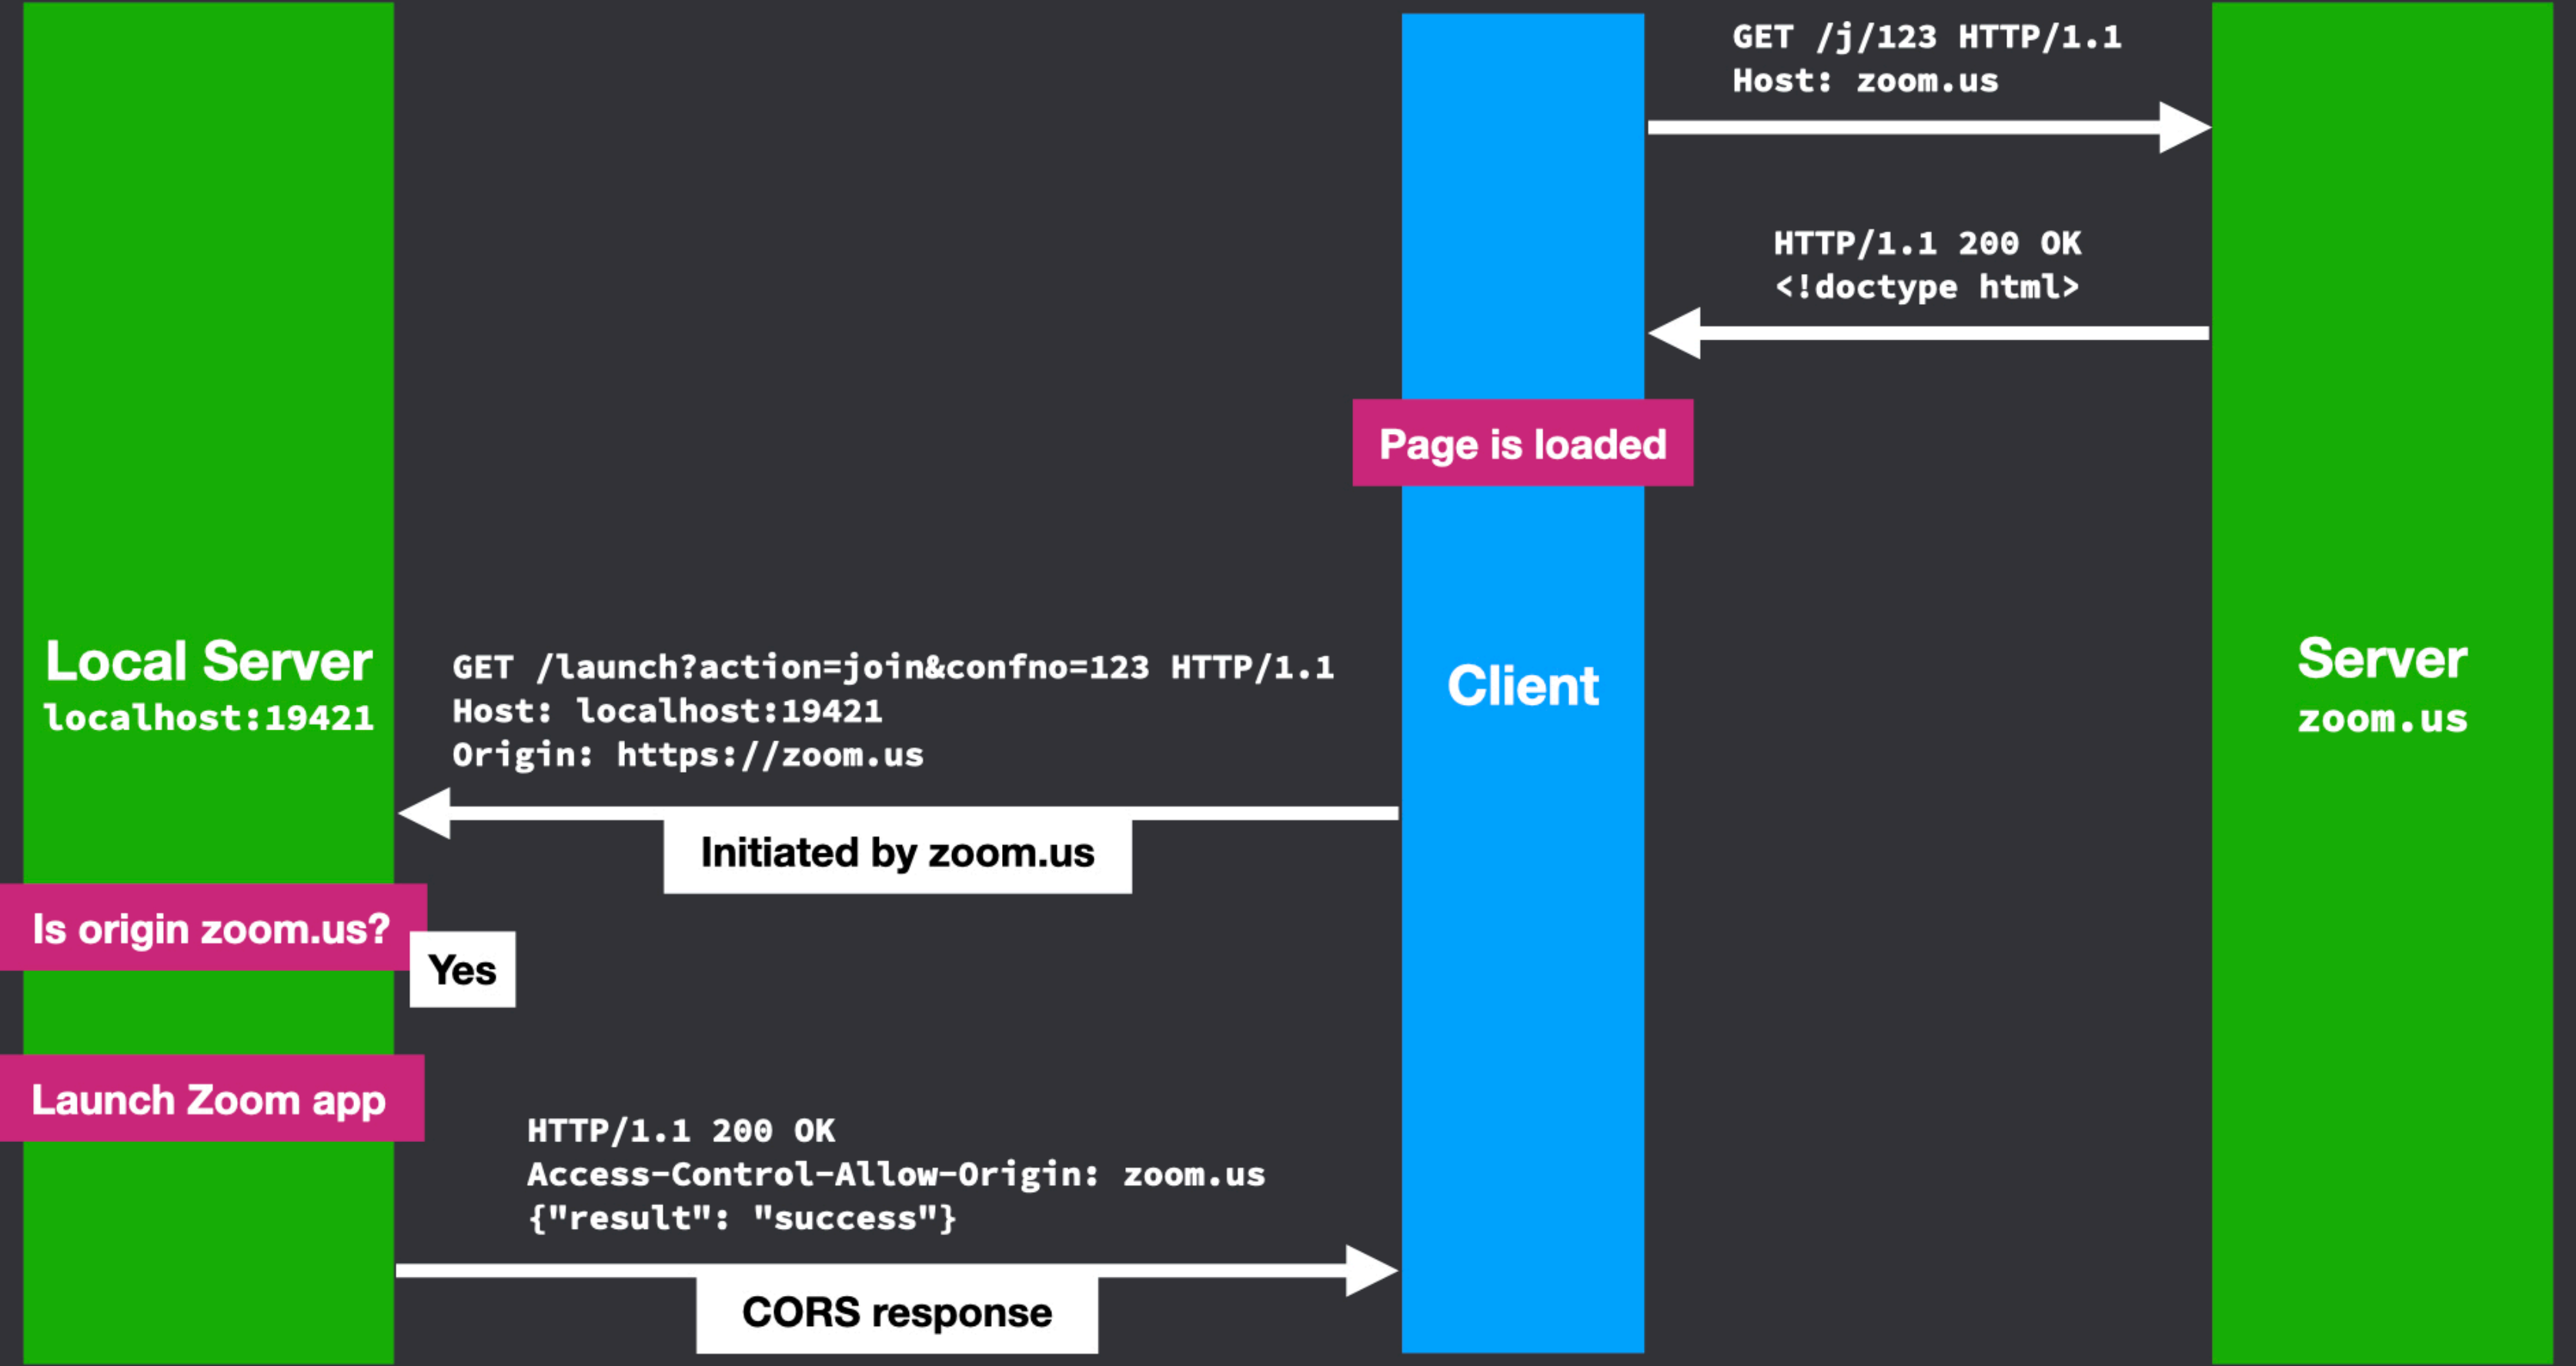 GET /j/123 HTTP/1.1
Host: zoom.us
HTTP/1.1 200 OK
<!doctype html>
Page is loaded
Local Server
localhost:19421
Client
Server
zoom.us
GET /launch?action=join&confno=123 HTTP/1.1
Host: localhost:19421
Origin: https://zoom.us
Initiated by zoom.us
Is origin zoom.us?
Yes
Launch Zoom app
HTTP/1.1 200 OK
Access-Control-Allow-Origin: zoom.us
{"result": "success"}
CORS response